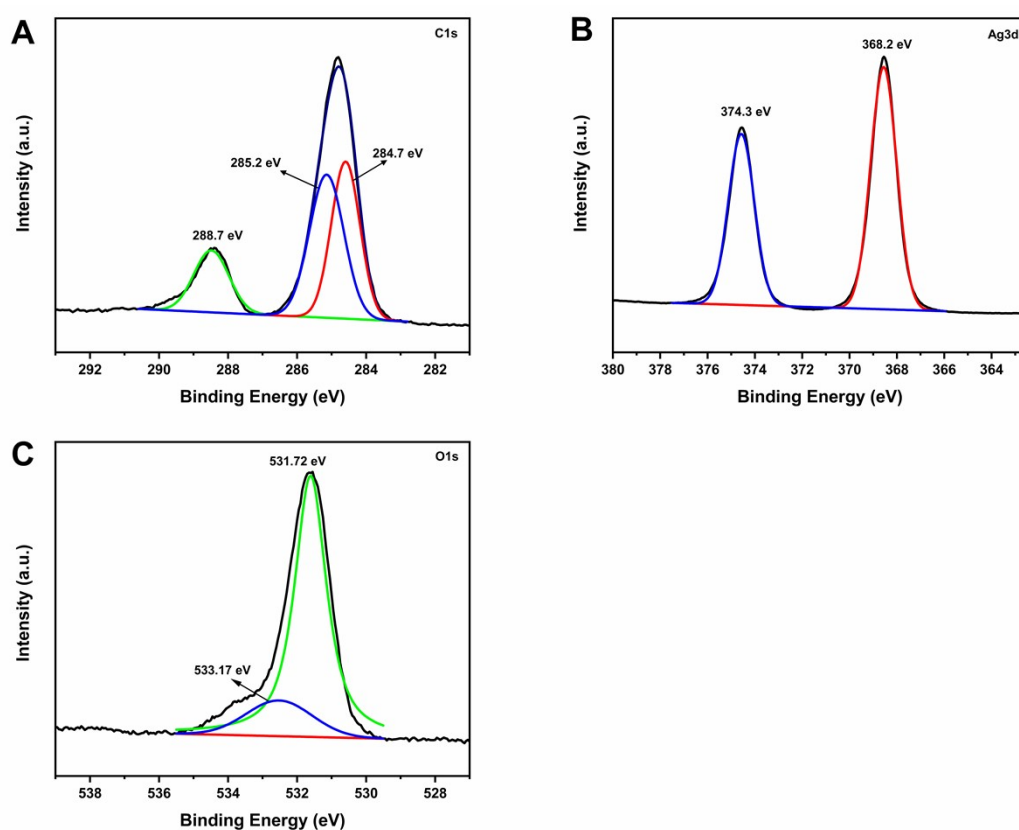 A
C1s
285.2 eV
284.7 eV
288.7 eV
Intensity (a.u.)
292 290 288 286 284 282
Binding Energy (eV)
B
Ag3d
368.2 eV
374.3 eV
Intensity (a.u.)
380 378 376 374 372 370 368 366 364
Binding Energy (eV)
C
O1s
531.72 eV
533.17 eV
Intensity (a.u.)
538 536 534 532 530 528
Binding Energy (eV)